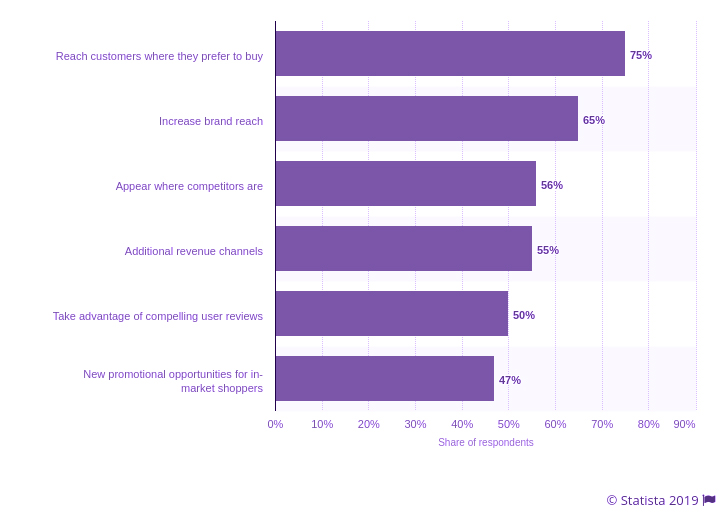 Reach customers where they prefer to buy
75%
Increase brand reach
65%
Appear where competitors are
56%
Additional revenue channels
55%
Take advantage of compelling user reviews
50%
New promotional opportunities for in-
market shoppers
47%
0% 10% 20% 30% 40% 50% 60% 70% 80% 90%
Share of respondents
© Statista 2019